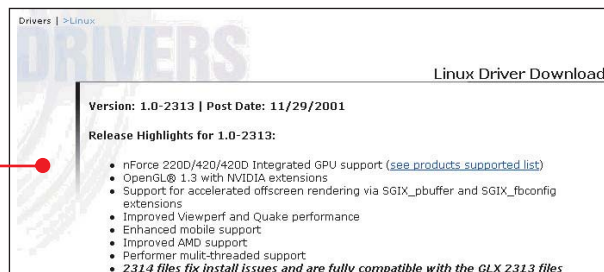 Drivers | >Linux
DRIVERS
Linux Driver Download
Version: 1.0-2313 | Post Date: 11/29/2001
Release Highlights for 1.0-2313:
• nForce 220D/420/420D Integrated GPU support (see products supported list)
• OpenGL® 1.3 with NVIDIA extensions
• Support for accelerated offscreen rendering via SGIX_pbuffer and SGIX_fbconfig
extensions
• Improved Viewperf and Quake performance
• Enhanced mobile support
• Improved AMD support
• Performer mulit-threaded support
• 2314 files fix install issues and are fully compatible with the GLX 2313 files